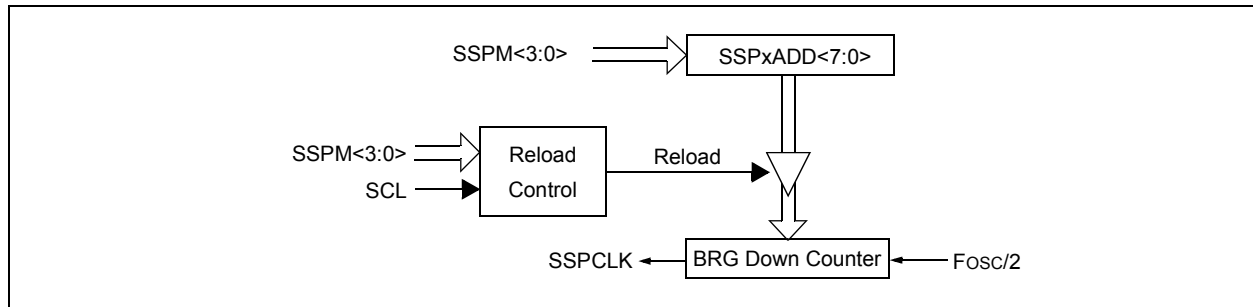 SSPM<3:0>
SSPxADD<7:0>
SSPM<3:0>
SCL
Reload
Control
Reload
SSPCLK
BRG Down Counter
FOSC/2